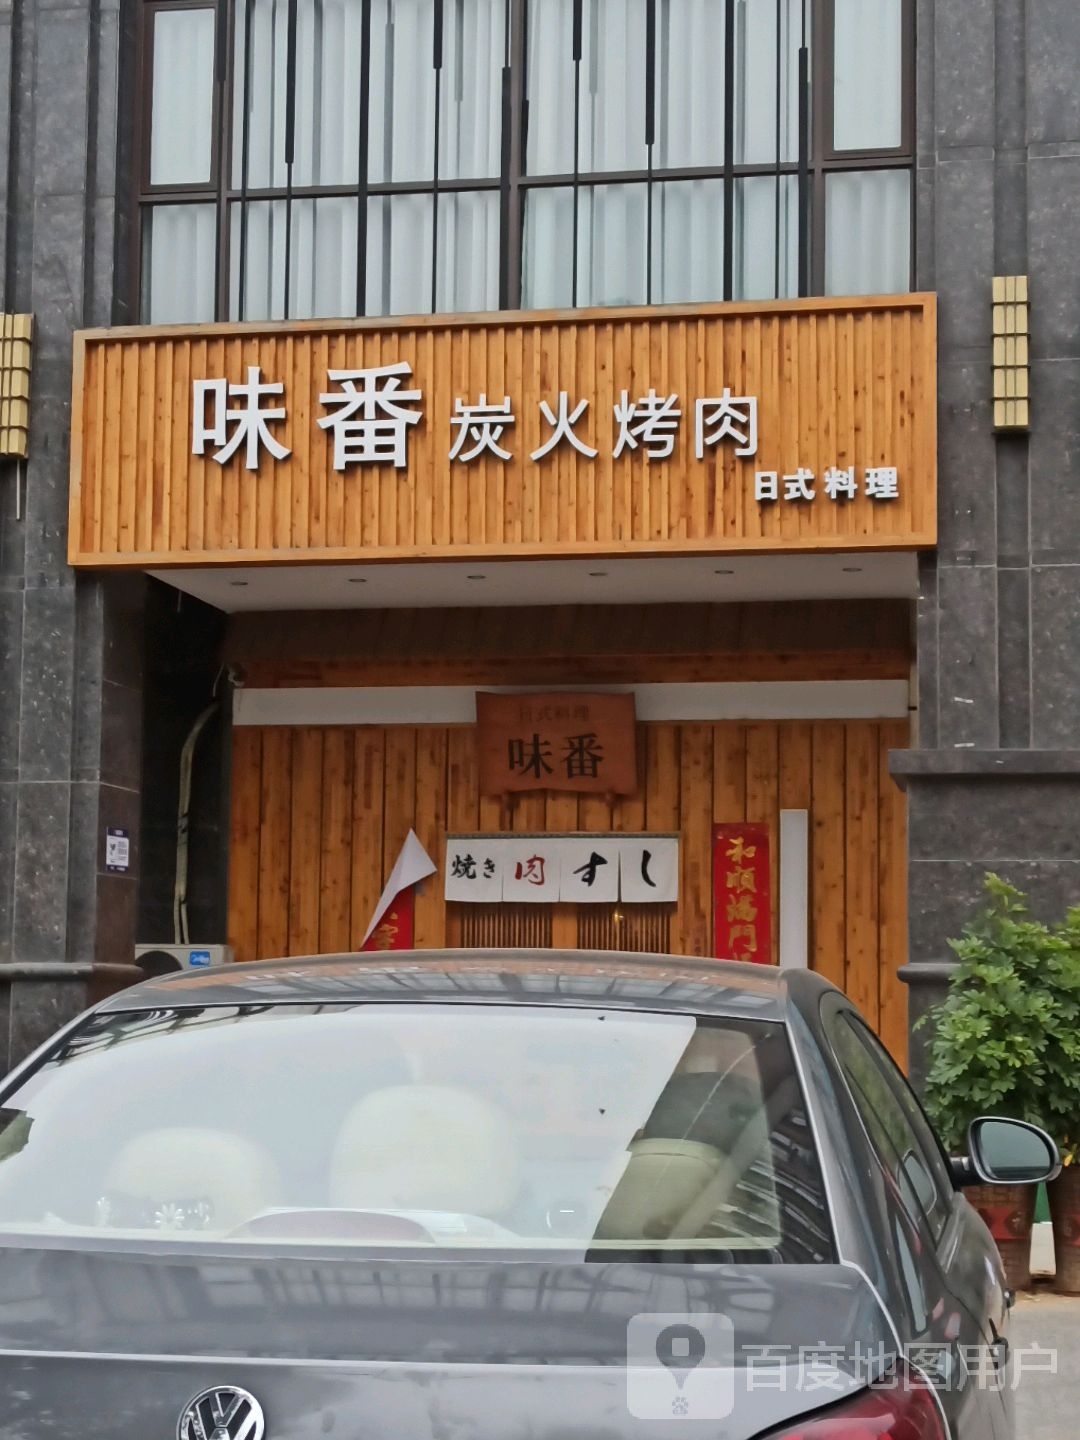 味番 炭火烤肉
日式料理
日式料理
味番
焼き 肉 すし
和顺满门
字
百度地图用户